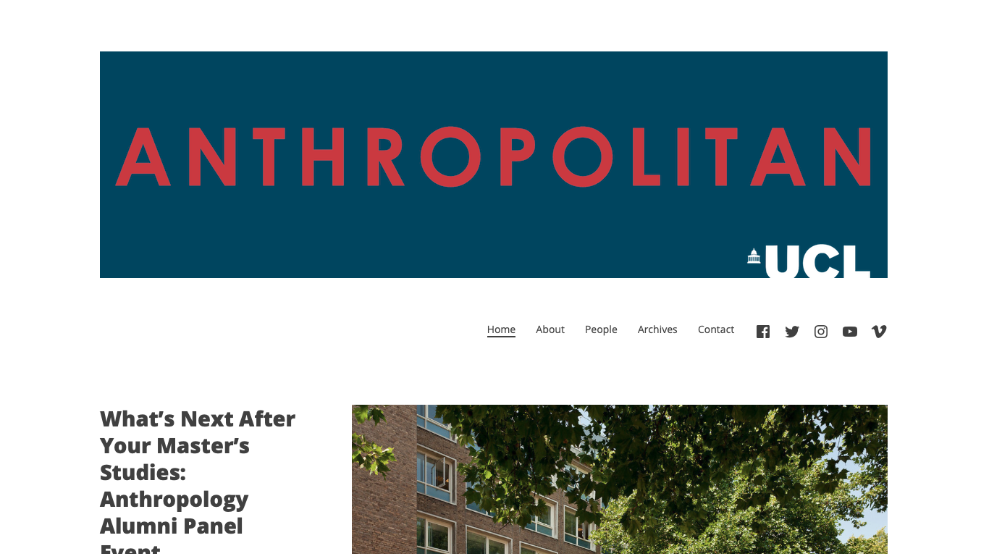 ANTHROPOLITAN
UCL
Home About People Archives Contact
What’s Next After
Your Master’s
Studies:
Anthropology
Alumni Panel
Event